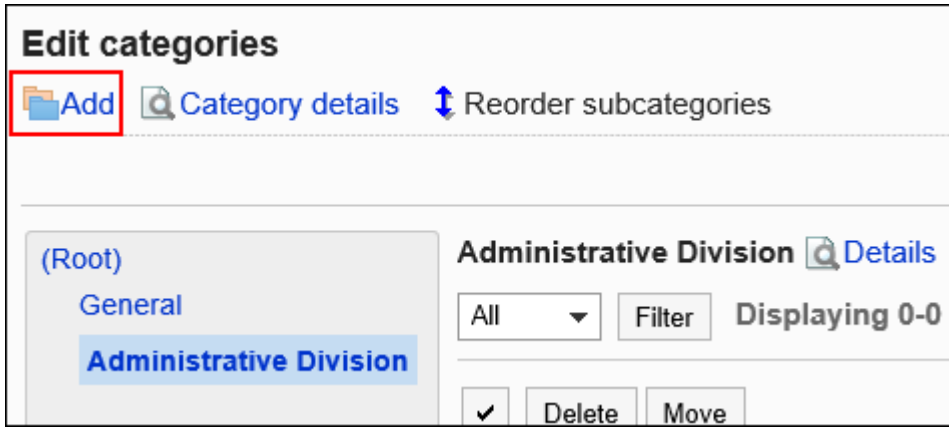 Edit categories
Add Category details Reorder subcategories
(Root)
General
Administrative Division
Administrative Division Details
All Filter Displaying 0-0
Delete Move